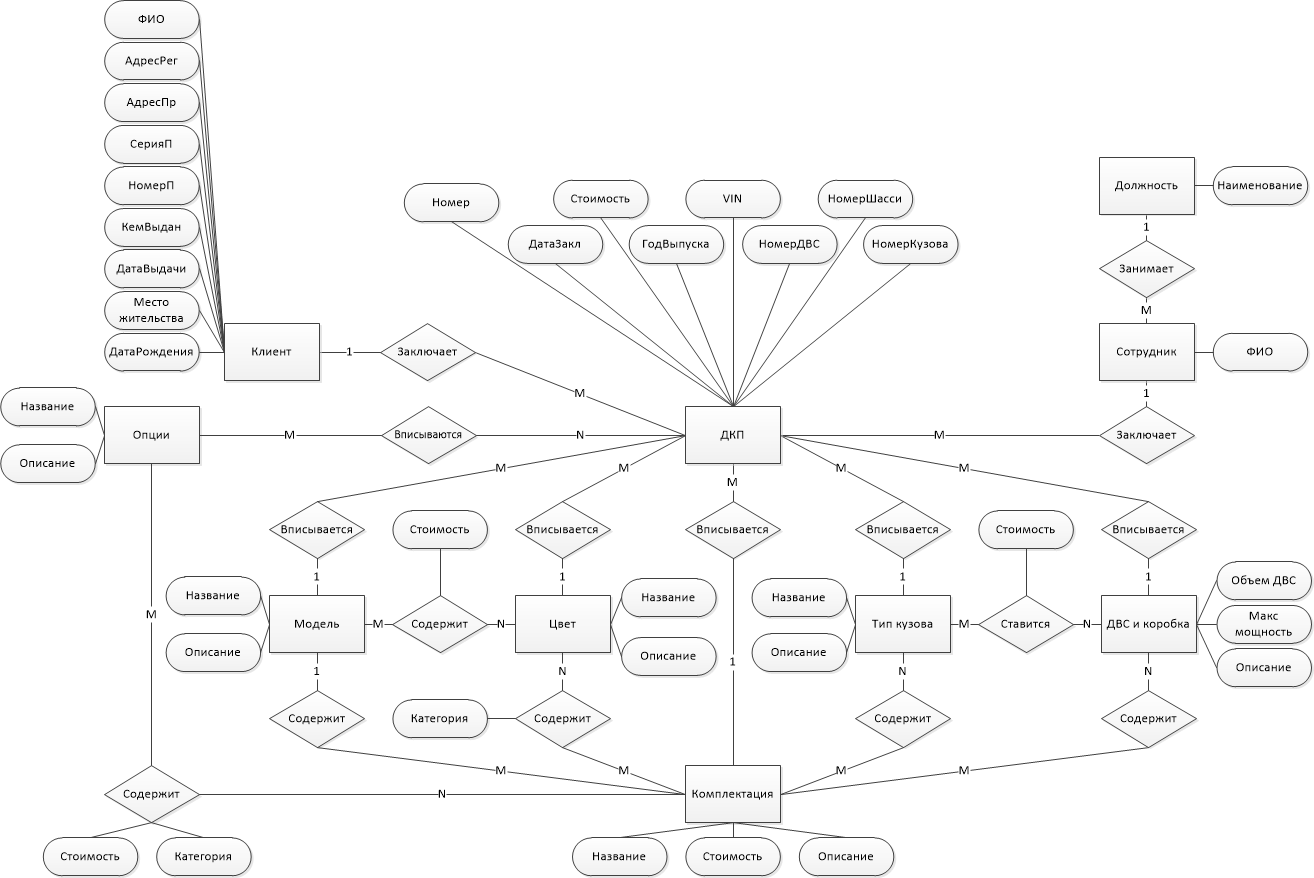 ФИО
АдресРег
АдресПр
СерияП
НомерП
КемВыдан
ДатаВыдачи
Место
жительства
ДатаРождения
Клиент
1
Заключает
М
Номер
ДатаЗакл
Стоимость
ГодВыпуска
VIN
НомерДВС
НомерШасси
НомерКузова
Должность
Наименование
1
Занимает
М
Сотрудник
ФИО
1
Заключает
М
ДКП
Название
Описание
Опции
М
Вписываются
N
М
М
М
М
М
Вписывается
Вписывается
Вписывается
Вписывается
Вписывается
Стоимость
Стоимость
1
1
1
1
1
Название
Описание
Модель
М
Содержит
N
Цвет
Название
Описание
Название
Описание
Тип кузова
М
Ставится
N
ДВС и коробка
Объем ДВС
Макс
мощность
Описание
М
1
N
N
N
Содержит
Категория
Содержит
Содержит
Содержит
М
М
М
М
Содержит
N
Комплектация
Стоимость
Категория
Название
Стоимость
Описание